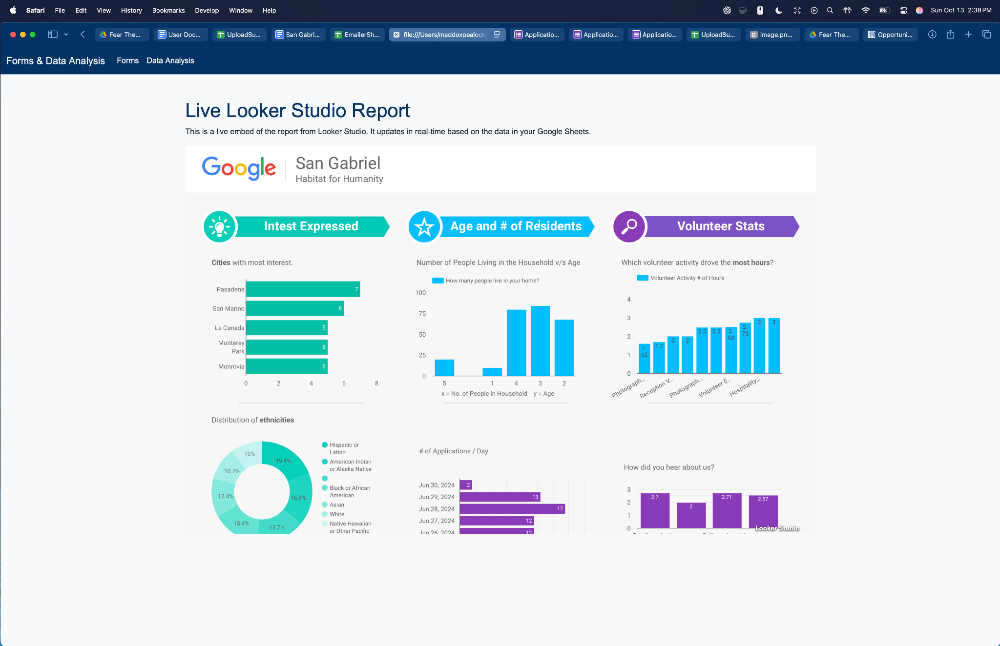 Safari File Edit View History Bookmarks Develop Window Help Sun Oct 13 2:38 PM
Fear The... User Doc... UploadSu... San Gabri... EmailerSh... file:///Users/maddoxpealock/ Applicatio... Applicatio... Applicatio... UploadSu... image.pn... Fear The... Opportuni...
Forms & Data Analysis Forms Data Analysis
Live Looker Studio Report
This is a live embed of the report from Looker Studio. It updates in real-time based on the data in your Google Sheets.
Google
San Gabriel
Habitat for Humanity
Intest Expressed
Cities with most interest.
Pasadena 7
San Marino 6
La Canada 5
Monterey
Park 5
Monrovia 5
0 2 4 6 8
Distribution of ethnicities
10%
19.1%
10.7%
12.4%
16.8%
15.4%
15.7%
Hispanic or
Latino
American Indian
or Alaska Native
Black or African
American
Asian
White
Native Hawaiian
or Other Pacific
Age and # of Residents
Number of People Living in the Household v/s Age
How many people live in your home?
100
75
50
25
0
5 1 4 3 2
x = No. of People in Household y = Age
# of Applications / Day
Jun 30, 2024 2
Jun 29, 2024 13
Jun 28, 2024 17
Jun 27, 2024 12
Jun 26, 2024 12
Volunteer Stats
Which volunteer activity drove the most hours?
Volunteer Activity # of Hours
4
3
2
1
0
1.
62
1.7
2
2
2.5
2.5
2.
52
2.
75
3
3
Photograph... Reception V... Photograph... Volunteer E... Hospitality...
How did you hear about us?
3
2
1
0
2.7 2 2.71 2.57
Looker Studio